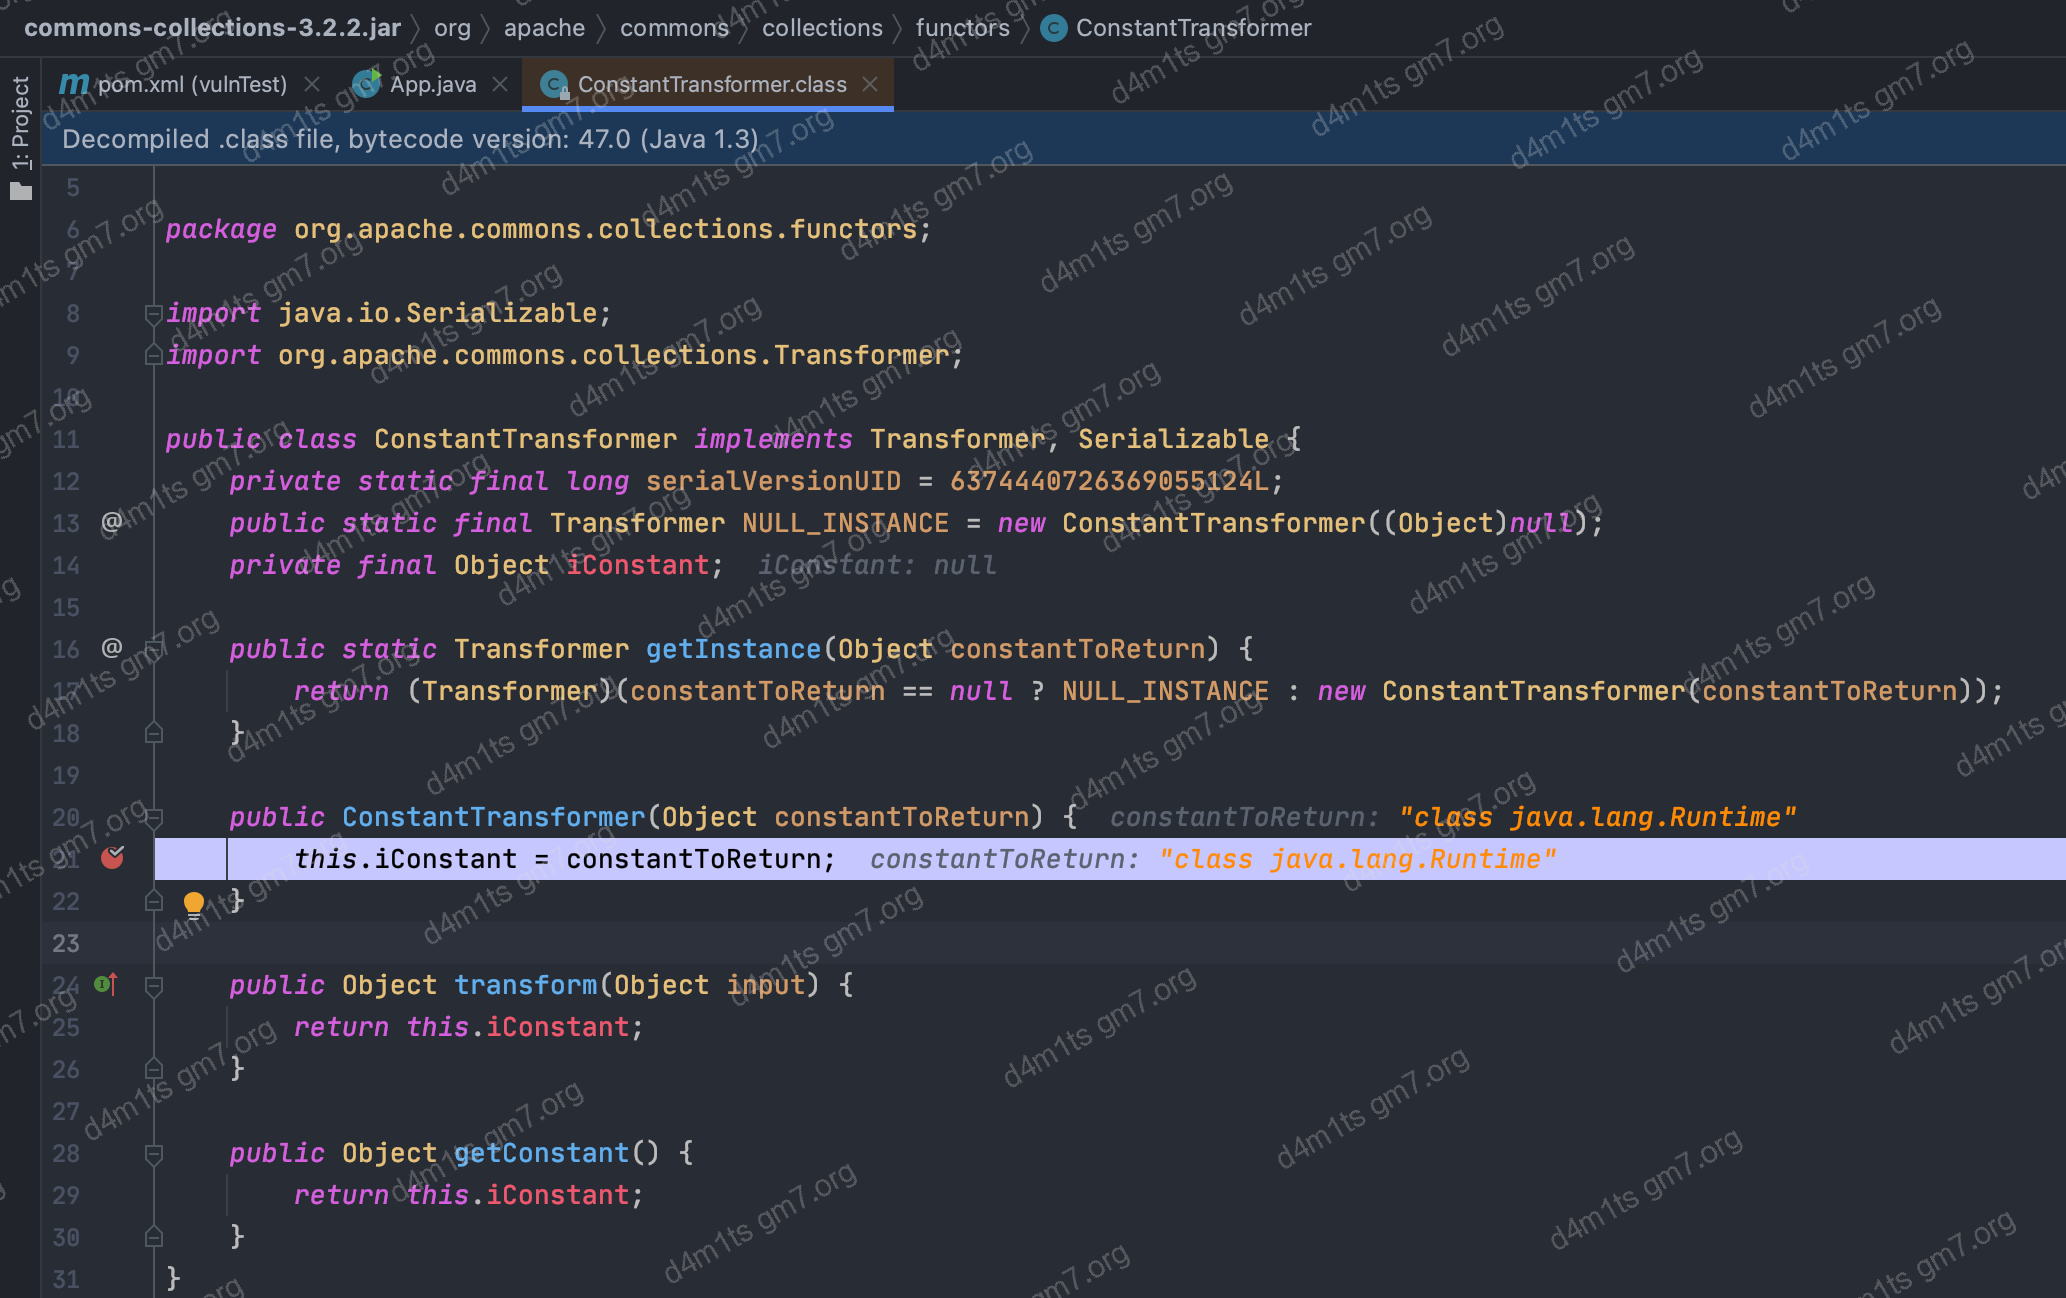 commons-collections-3.2.2.jar 〉 org 〉 apache 〉 commons 〉 collections 〉 functors 〉 C ConstantTransformer
1: Project
m pom.xml (vulnTest) × C App.java × C ConstantTransformer.class ×
Decompiled .class file, bytecode version: 47.0 (Java 1.3)
5
6 package org.apache.commons.collections.functors;
7
8 import java.io.Serializable;
9 import org.apache.commons.collections.Transformer;
10
11 public class ConstantTransformer implements Transformer, Serializable {
12 private static final long serialVersionUID = 6374440726369055124L;
13 @ public static final Transformer NULL_INSTANCE = new ConstantTransformer((Object)null);
14 private final Object iConstant; iConstant: null
15
16 @ public static Transformer getInstance(Object constantToReturn) {
17 return (Transformer)(constantToReturn == null ? NULL_INSTANCE : new ConstantTransformer(constantToReturn));
18 }
19
20 public ConstantTransformer(Object constantToReturn) { constantToReturn: "class java.lang.Runtime"
21 this.iConstant = constantToReturn; constantToReturn: "class java.lang.Runtime"
22 }
23
24 public Object transform(Object input) {
25 return this.iConstant;
26 }
27
28 public Object getConstant() {
29 return this.iConstant;
30 }
31 }
d4m1ts gm7.org